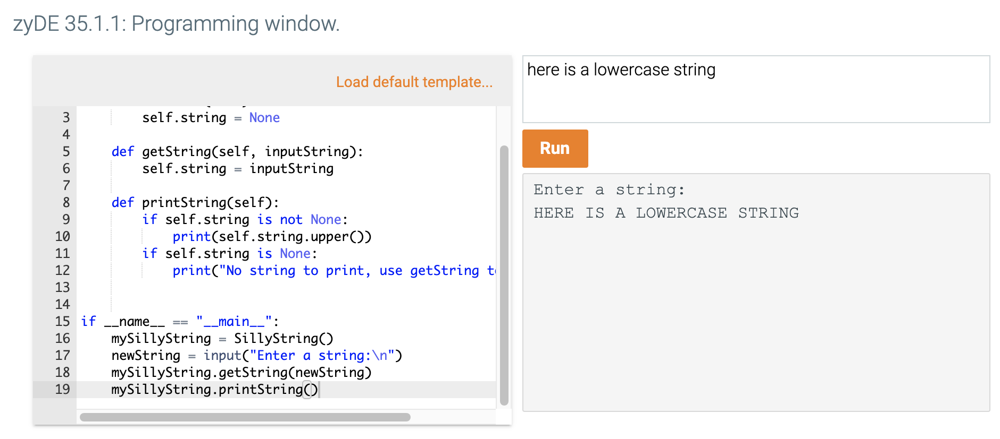 zyDE 35.1.1: Programming window.
Load default template...
3         self.string = None
4
5     def getString(self, inputString):
6         self.string = inputString
7
8     def printString(self):
9         if self.string is not None:
10             print(self.string.upper())
11         if self.string is None:
12             print("No string to print, use getString
13
14
15 if __name__ == "__main__":
16     mySillyString = SillyString()
17     newString = input("Enter a string:\n")
18     mySillyString.getString(newString)
19     mySillyString.printString()
here is a lowercase string
Run
Enter a string:
HERE IS A LOWERCASE STRING